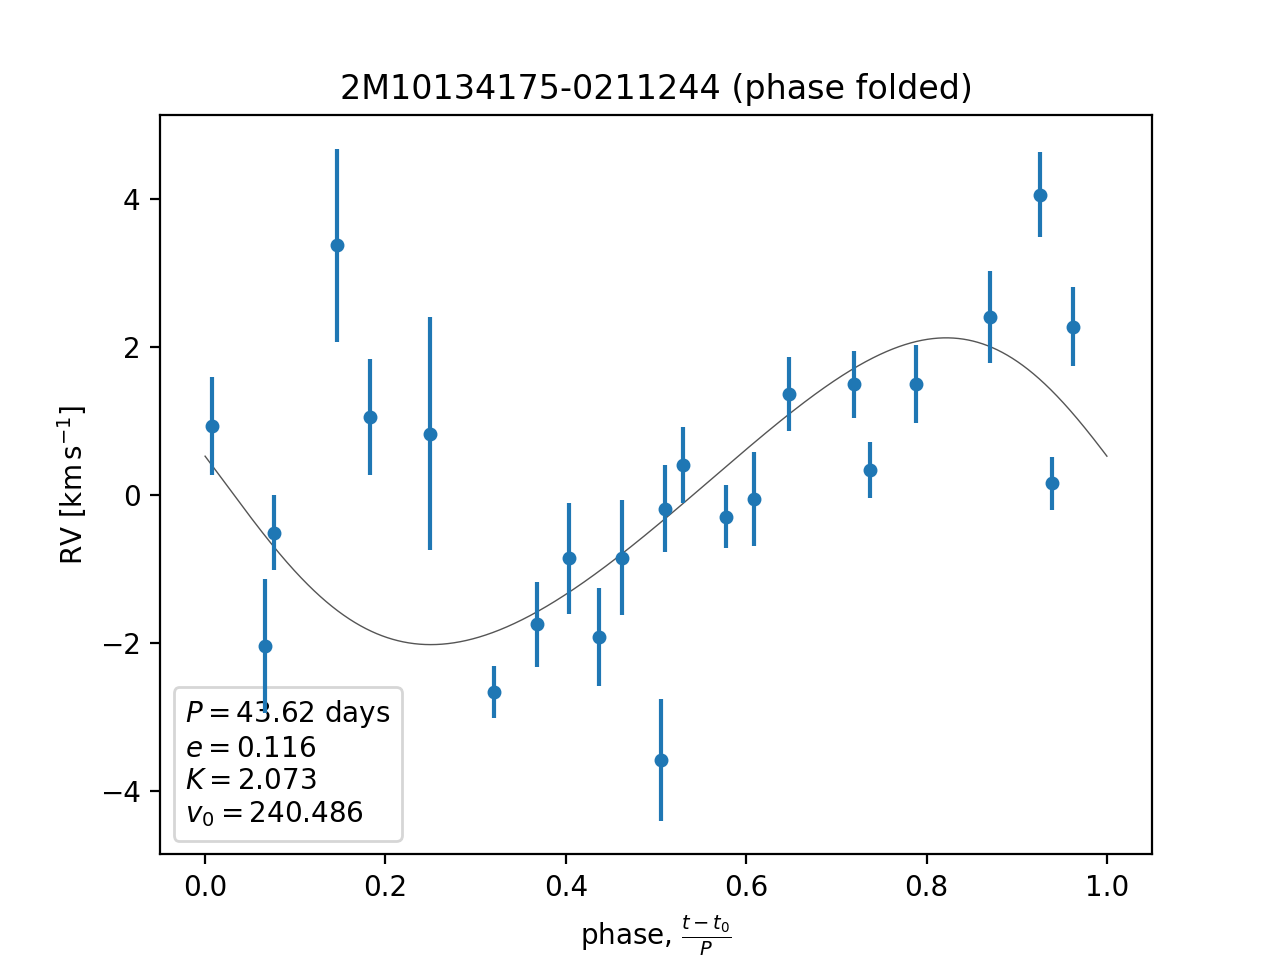 2M10134175-0211244 (phase folded)
4
2
0
−2
−4
RV [km s⁻¹]
P = 43.62 days
e = 0.116
K = 2.073
v₀ = 240.486
0.0 0.2 0.4 0.6 0.8 1.0
phase, (t − t₀)/P